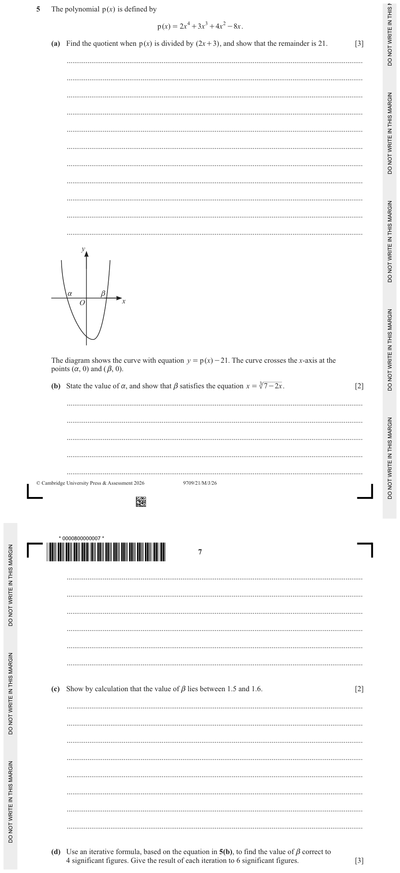 5 The polynomial p(x) is defined by
p(x) = 2x⁴ + 3x³ + 4x² − 8x.
(a) Find the quotient when p(x) is divided by (2x+3), and show that the remainder is 21. [3]
DO NOT WRITE IN THIS MARGIN
DO NOT WRITE IN THIS MARGIN
DO NOT WRITE IN THIS MARGIN
DO NOT WRITE IN THIS MARGIN
DO NOT WRITE IN THIS MARGIN
y
α
β
O
x
The diagram shows the curve with equation y = p(x) − 21. The curve crosses the x-axis at the
points (α, 0) and (β, 0).
(b) State the value of α, and show that β satisfies the equation x = ∛(7 − 2x). [2]
© Cambridge University Press & Assessment 2026 9709/21/M/J/26
* 0000800000007 *
7
DO NOT WRITE IN THIS MARGIN
DO NOT WRITE IN THIS MARGIN
DO NOT WRITE IN THIS MARGIN
(c) Show by calculation that the value of β lies between 1.5 and 1.6. [2]
(d) Use an iterative formula, based on the equation in 5(b), to find the value of β correct to
4 significant figures. Give the result of each iteration to 6 significant figures. [3]